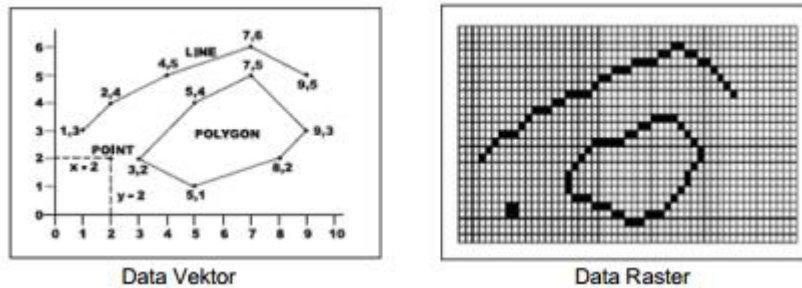 7,6
6
LINE
4,5
7,5
5
9,5
2,4
5,4
4
1,3
3
POLYGON
9,3
POINT
2
x = 2
3,2
8,2
y = 2
5,1
1
0
0 1 2 3 4 5 6 7 8 9 10
Data Vektor
Data Raster